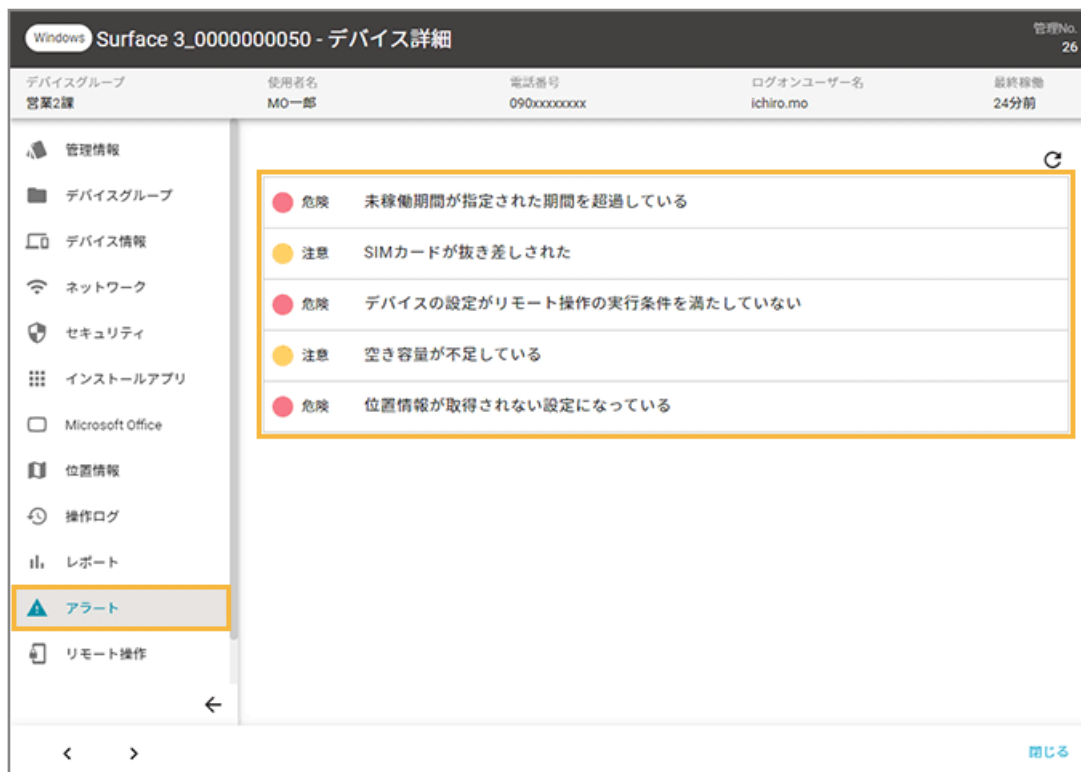 Windows Surface 3_0000000050 - デバイス詳細
管理No.
26
デバイスグループ 使用者名 電話番号 ログオンユーザー名 最終稼働
営業2課 MO一郎 090xxxxxxxx ichiro.mo 24分前
管理情報
デバイスグループ
デバイス情報
ネットワーク
セキュリティ
インストールアプリ
Microsoft Office
位置情報
操作ログ
レポート
アラート
リモート操作
危険 未稼働期間が指定された期間を超過している
注意 SIMカードが抜き差しされた
危険 デバイスの設定がリモート操作の実行条件を満たしていない
注意 空き容量が不足している
危険 位置情報が取得されない設定になっている
閉じる